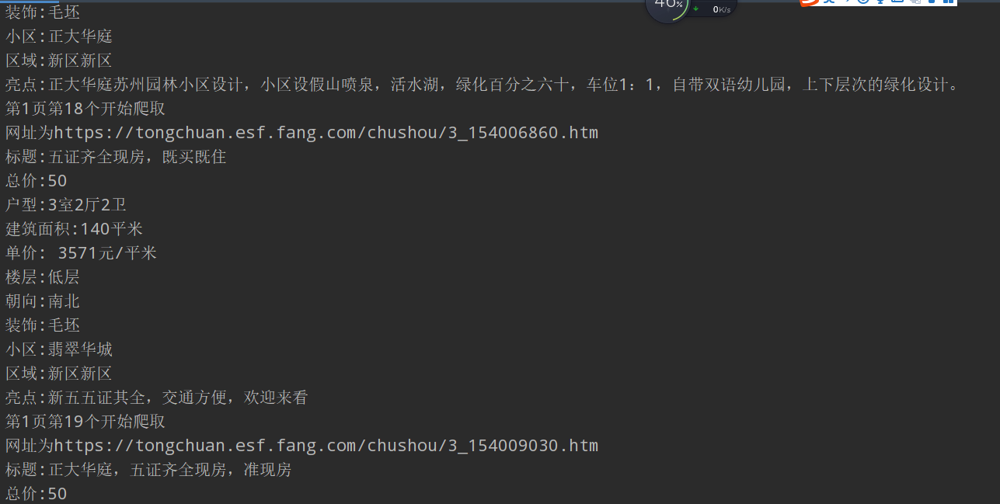 46%
0K/s
装饰:毛坯
小区:正大华庭
区域:新区新区
亮点:正大华庭苏州园林小区设计，小区设假山喷泉，活水湖，绿化百分之六十，车位1：1，自带双语幼儿园，上下层次的绿化设计。
第1页第18个开始爬取
网址为https://tongchuan.esf.fang.com/chushou/3_154006860.htm
标题:五证齐全现房，既买既住
总价:50
户型:3室2厅2卫
建筑面积:140平米
单价: 3571元/平米
楼层:低层
朝向:南北
装饰:毛坯
小区:翡翠华城
区域:新区新区
亮点:新五五证其全，交通方便，欢迎来看
第1页第19个开始爬取
网址为https://tongchuan.esf.fang.com/chushou/3_154009030.htm
标题:正大华庭，五证齐全现房，准现房
总价:50